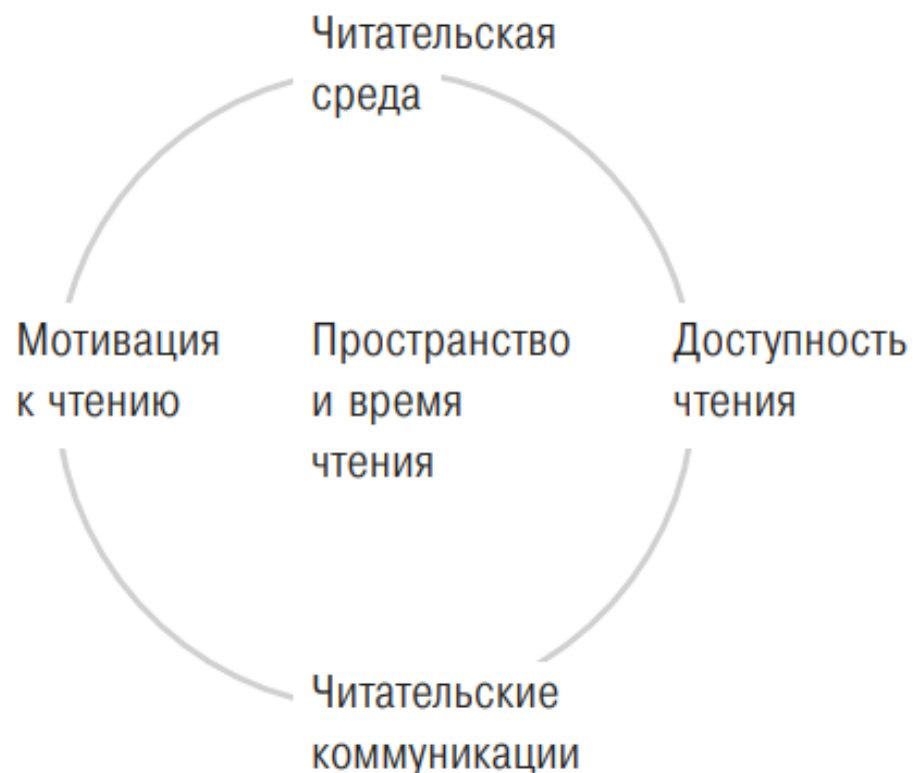 Читательская
среда
Мотивация
к чтению
Пространство
и время
чтения
Доступность
чтения
Читательские
коммуникации